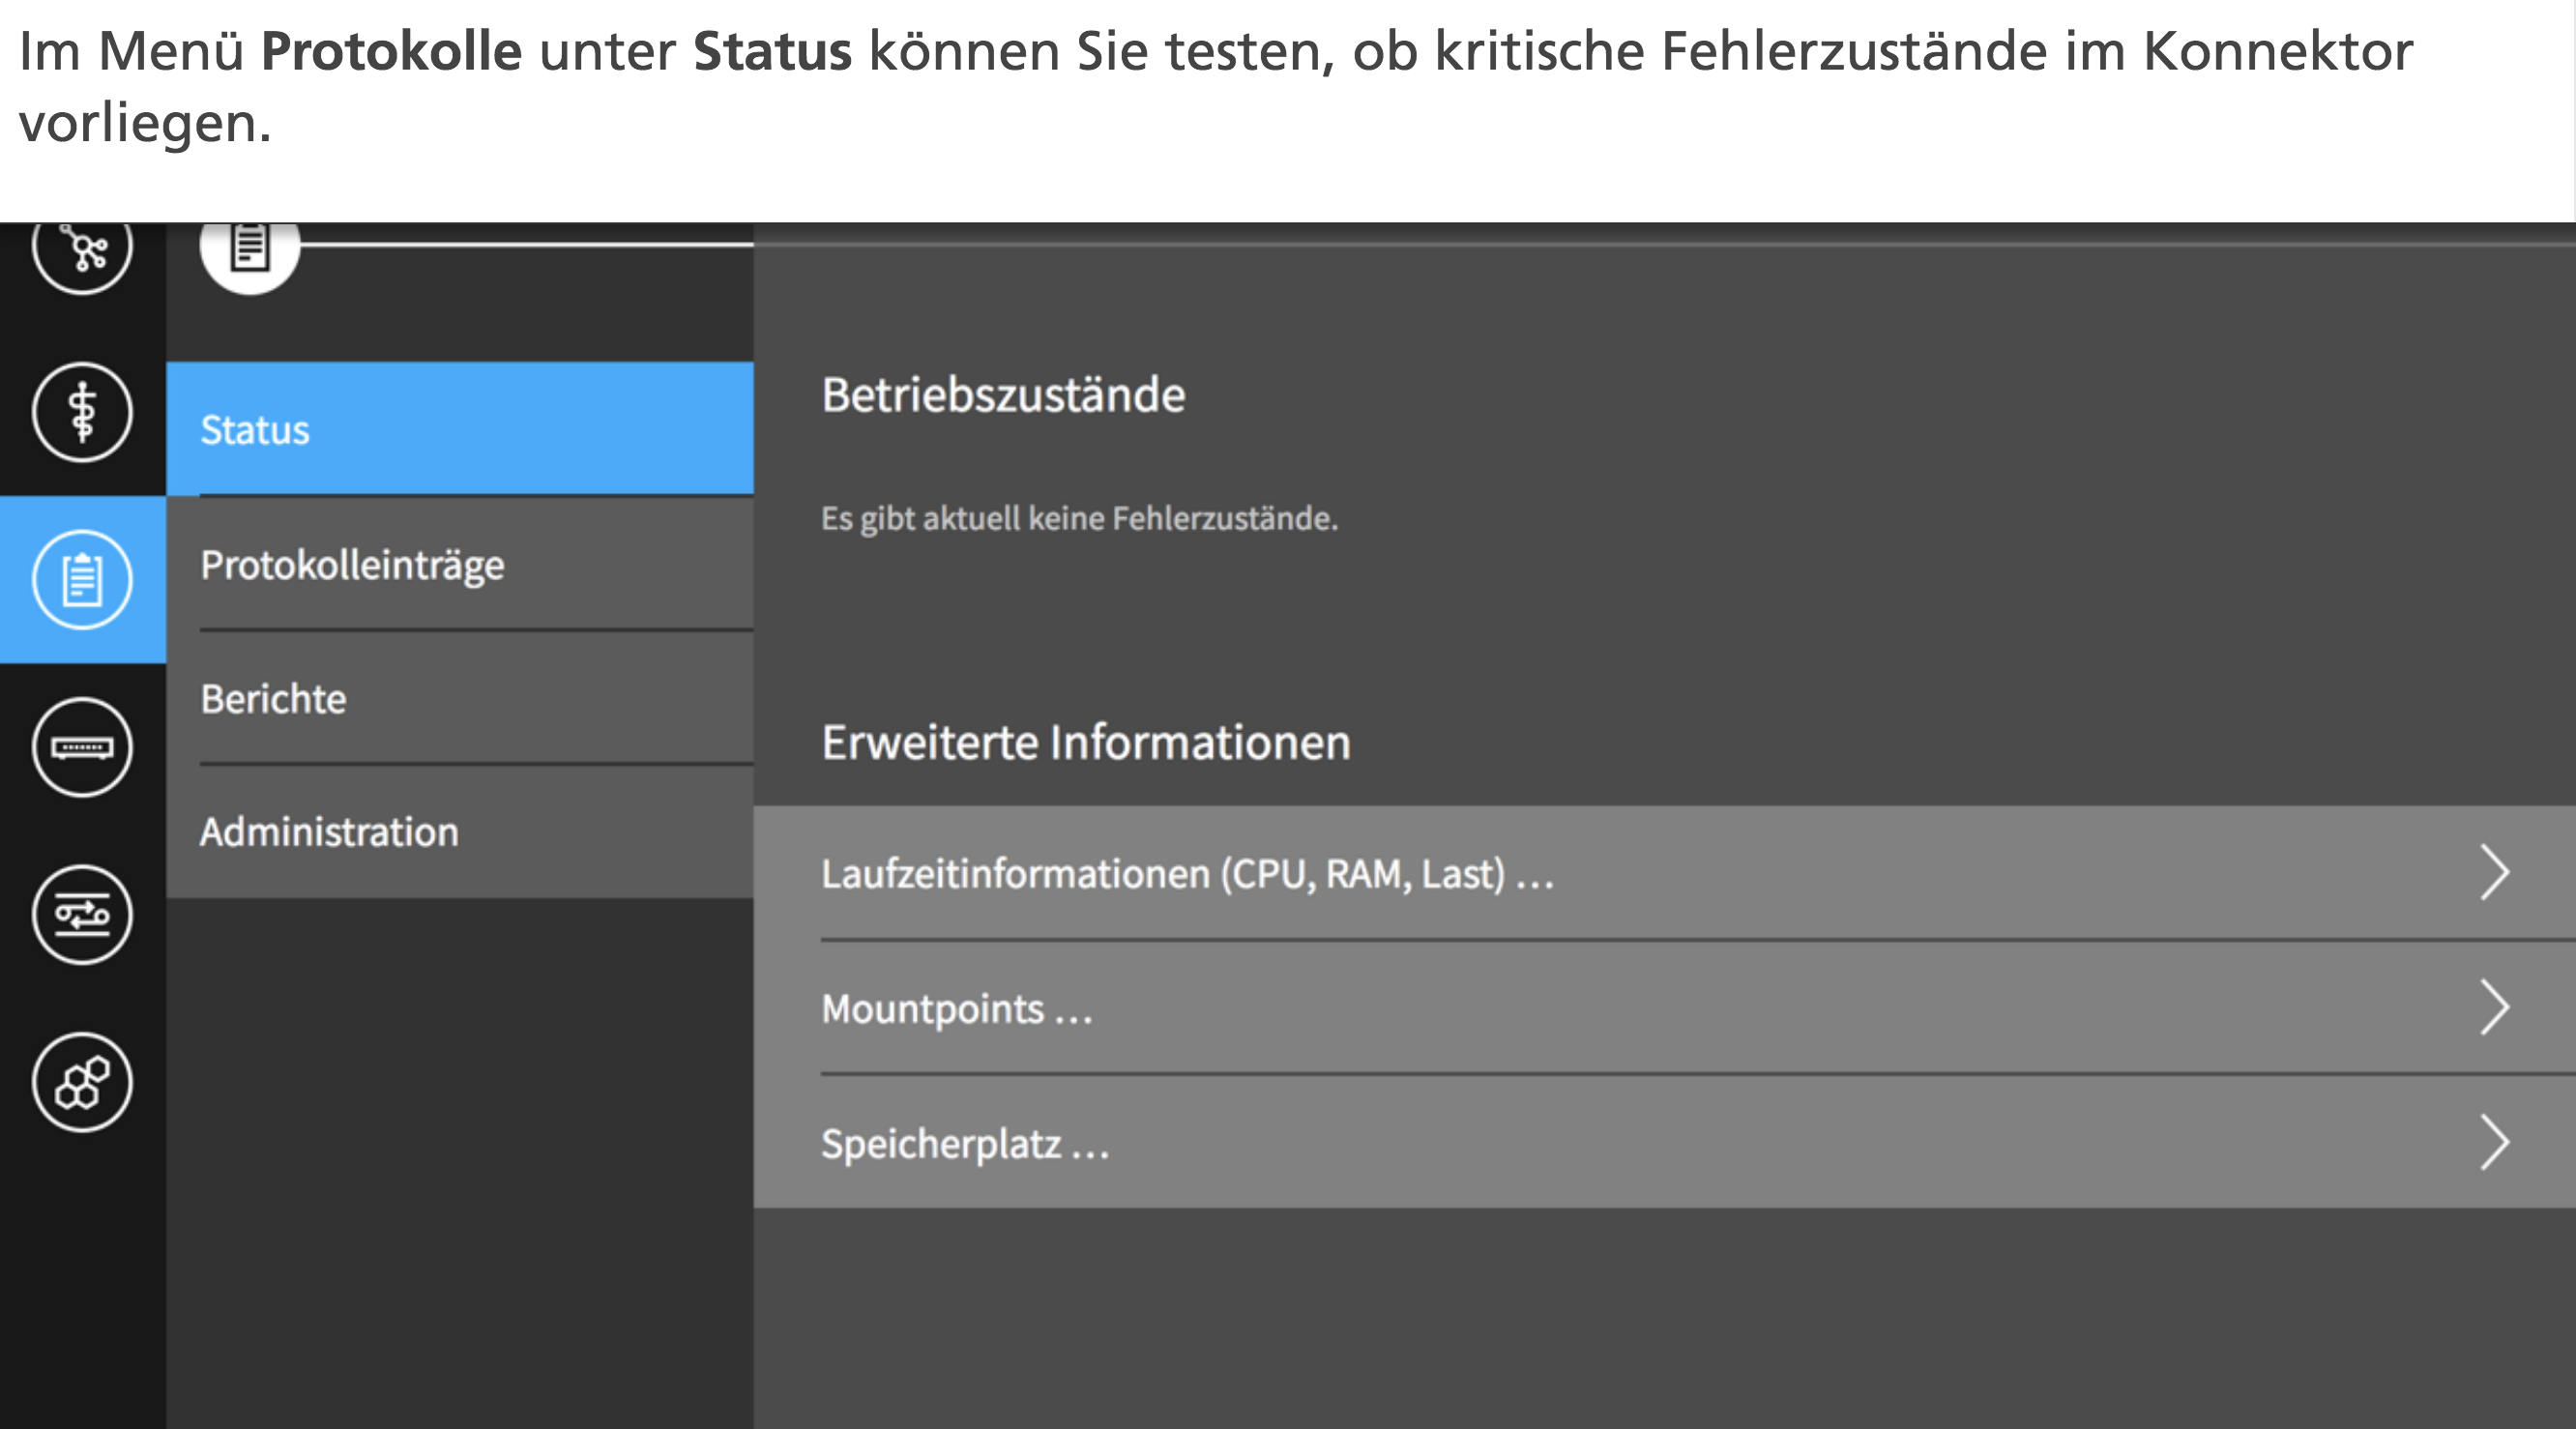 Im Menü Protokolle unter Status können Sie testen, ob kritische Fehlerzustände im Konnektor
vorliegen.
Status
Protokolleinträge
Berichte
Administration
Betriebszustände
Es gibt aktuell keine Fehlerzustände.
Erweiterte Informationen
Laufzeitinformationen (CPU, RAM, Last) ...
Mountpoints ...
Speicherplatz ...